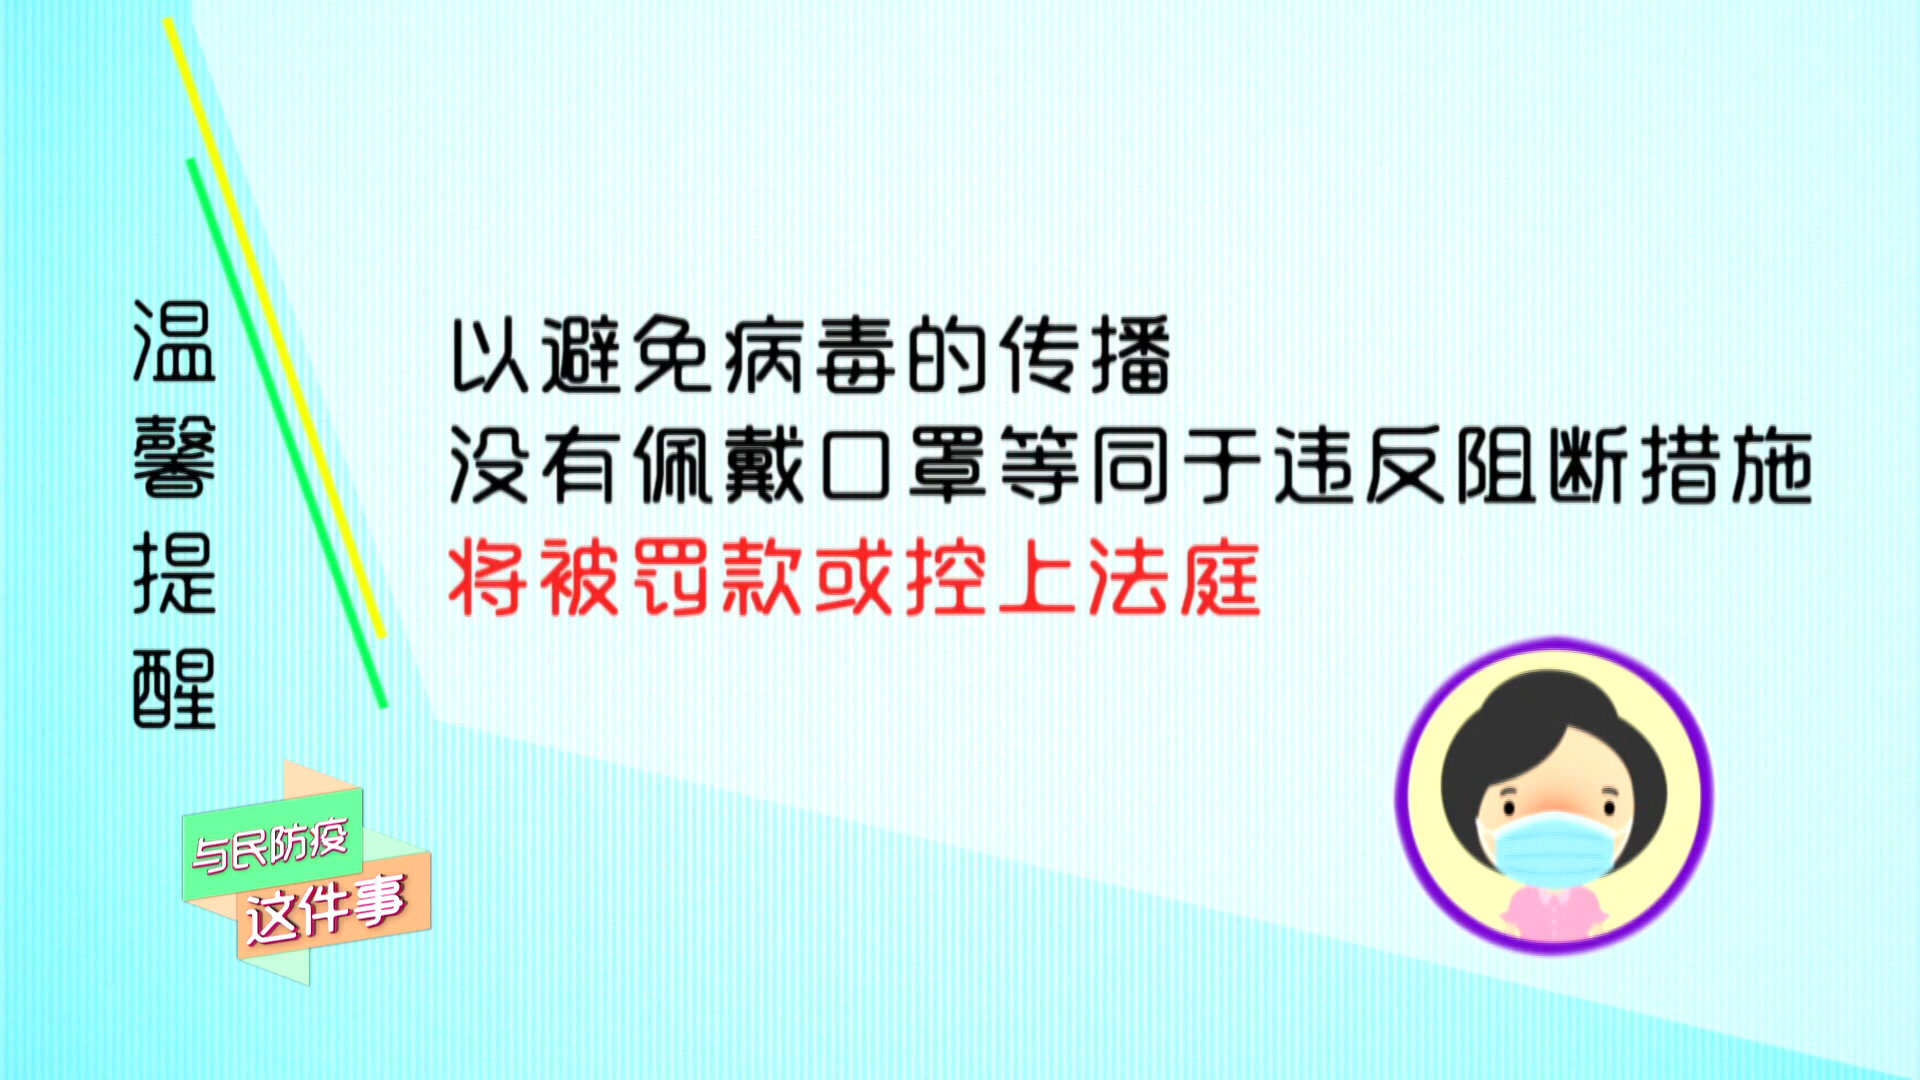 温馨提醒
以避免病毒的传播
没有佩戴口罩等同于违反阻断措施
将被罚款或控上法庭
与民防疫
这件事